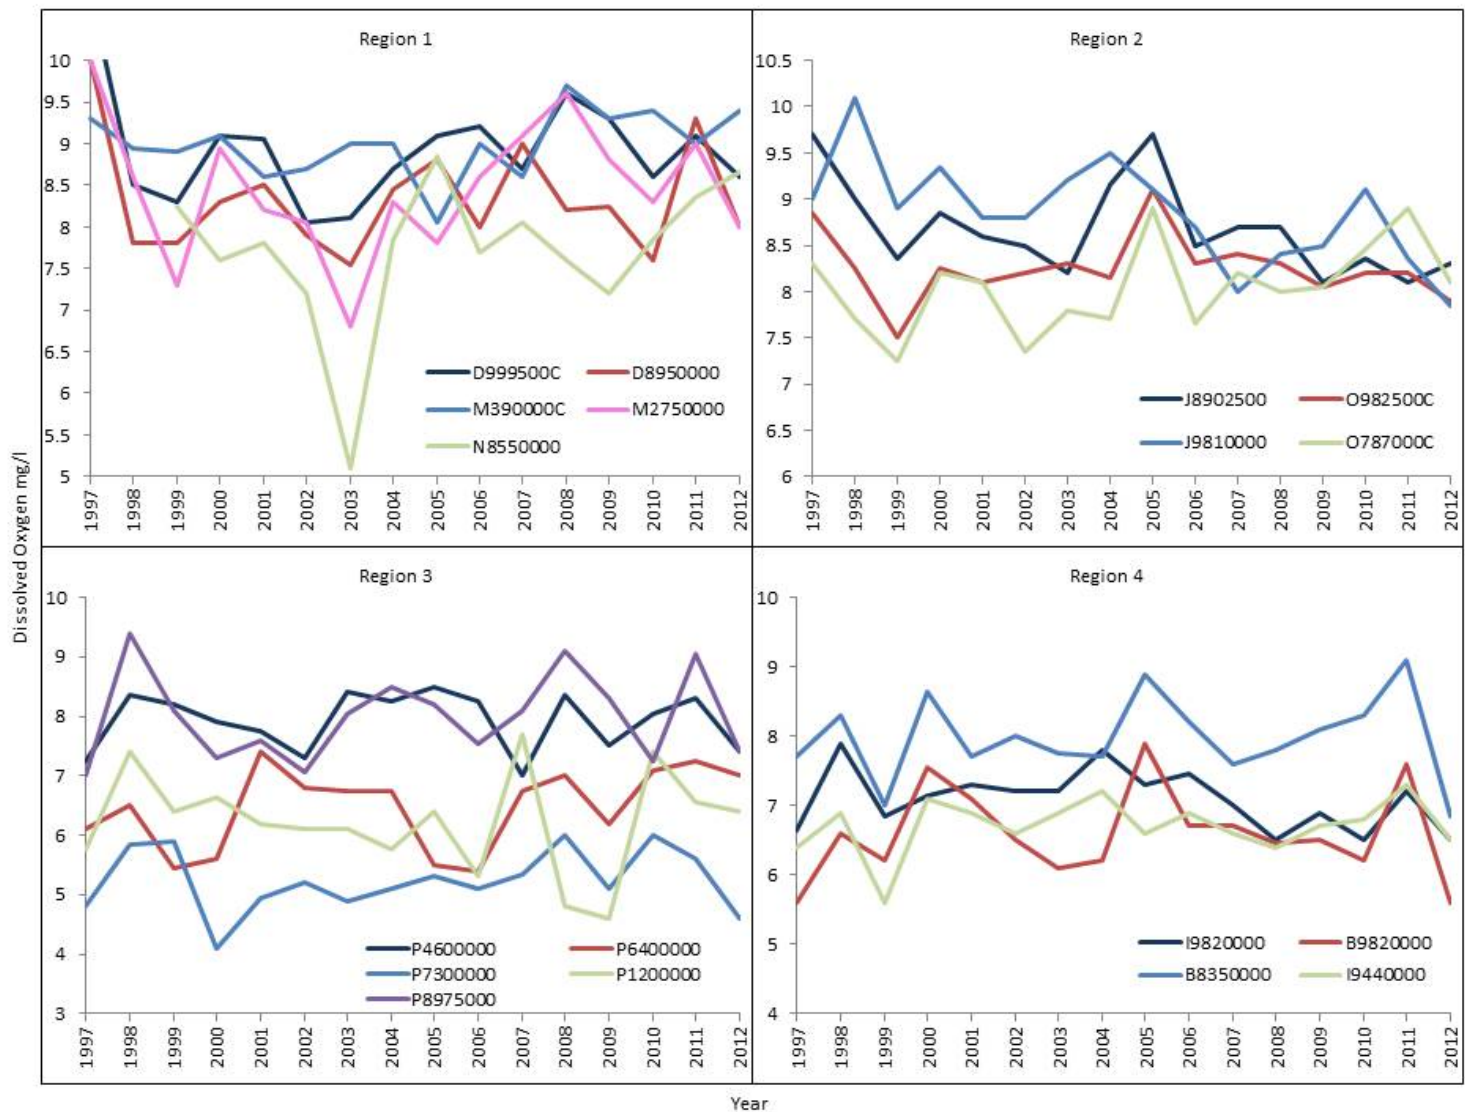 Region 1
10
9.5
9
8.5
8
7.5
7
6.5
6
5.5
5
D999500C D8950000
M390000C M2750000
N8550000
1997 1998 1999 2000 2001 2002 2003 2004 2005 2006 2007 2008 2009 2010 2011 2012
Region 2
10.5
10
9.5
9
8.5
8
7.5
7
6.5
6
J8902500 O982500C
J9810000 O787000C
1997 1998 1999 2000 2001 2002 2003 2004 2005 2006 2007 2008 2009 2010 2011 2012
Dissolved Oxygen mg/l
Region 3
10
9
8
7
6
5
4
3
P4600000 P6400000
P7300000 P1200000
P8975000
1997 1998 1999 2000 2001 2002 2003 2004 2005 2006 2007 2008 2009 2010 2011 2012
Region 4
10
9
8
7
6
5
4
I9820000 B9820000
B8350000 I9440000
1997 1998 1999 2000 2001 2002 2003 2004 2005 2006 2007 2008 2009 2010 2011 2012
Year